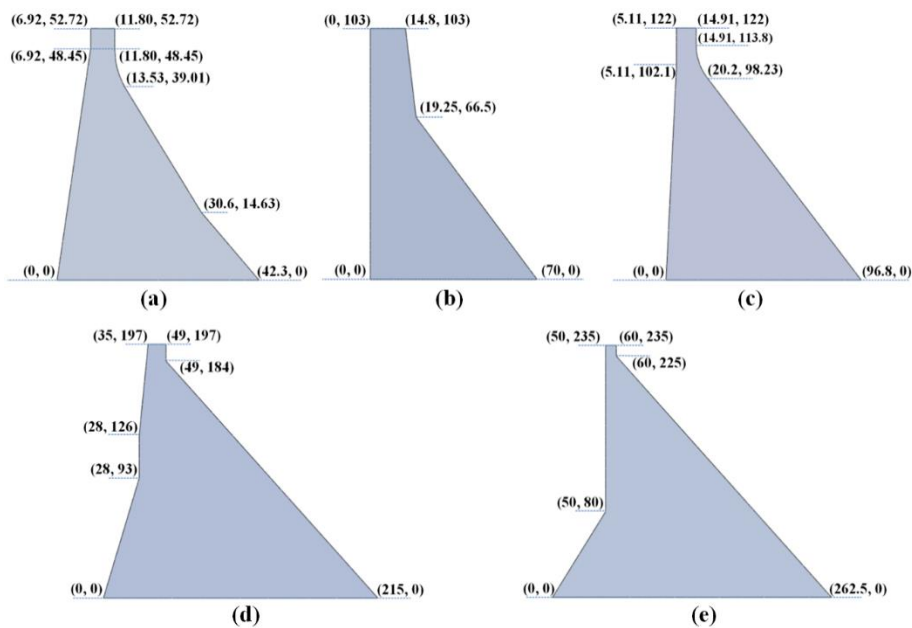 (6.92, 52.72) (11.80, 52.72)
(6.92, 48.45) (11.80, 48.45)
(13.53, 39.01)
(30.6, 14.63)
(0, 0) (42.3, 0)
(a)
(0, 103) (14.8, 103)
(19.25, 66.5)
(0, 0) (70, 0)
(b)
(5.11, 122) (14.91, 122)
(14.91, 113.8)
(5.11, 102.1) (20.2, 98.23)
(0, 0) (96.8, 0)
(c)
(35, 197) (49, 197)
(49, 184)
(28, 126)
(28, 93)
(0, 0) (215, 0)
(d)
(50, 235) (60, 235)
(60, 225)
(50, 80)
(0, 0) (262.5, 0)
(e)